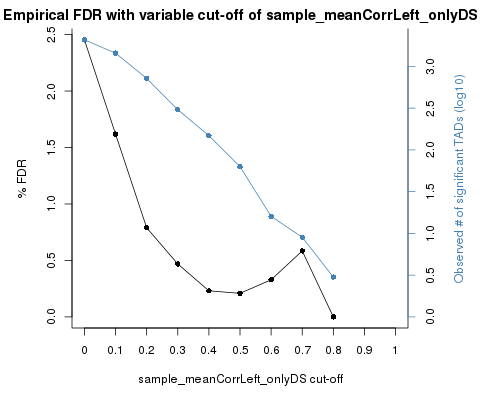 Empirical FDR with variable cut-off of sample_meanCorrLeft_onlyDS
% FDR
0.0 0.5 1.0 1.5 2.0 2.5
0 0.1 0.2 0.3 0.4 0.5 0.6 0.7 0.8 0.9 1
sample_meanCorrLeft_onlyDS cut-off
0.0 0.5 1.0 1.5 2.0 2.5 3.0
Observed # of significant TADs (log10)